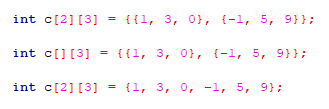 int c[2][3] = {{1, 3, 0}, {-1, 5, 9}};
int c[][3] = {{1, 3, 0}, {-1, 5, 9}};
int c[2][3] = {1, 3, 0, -1, 5, 9};